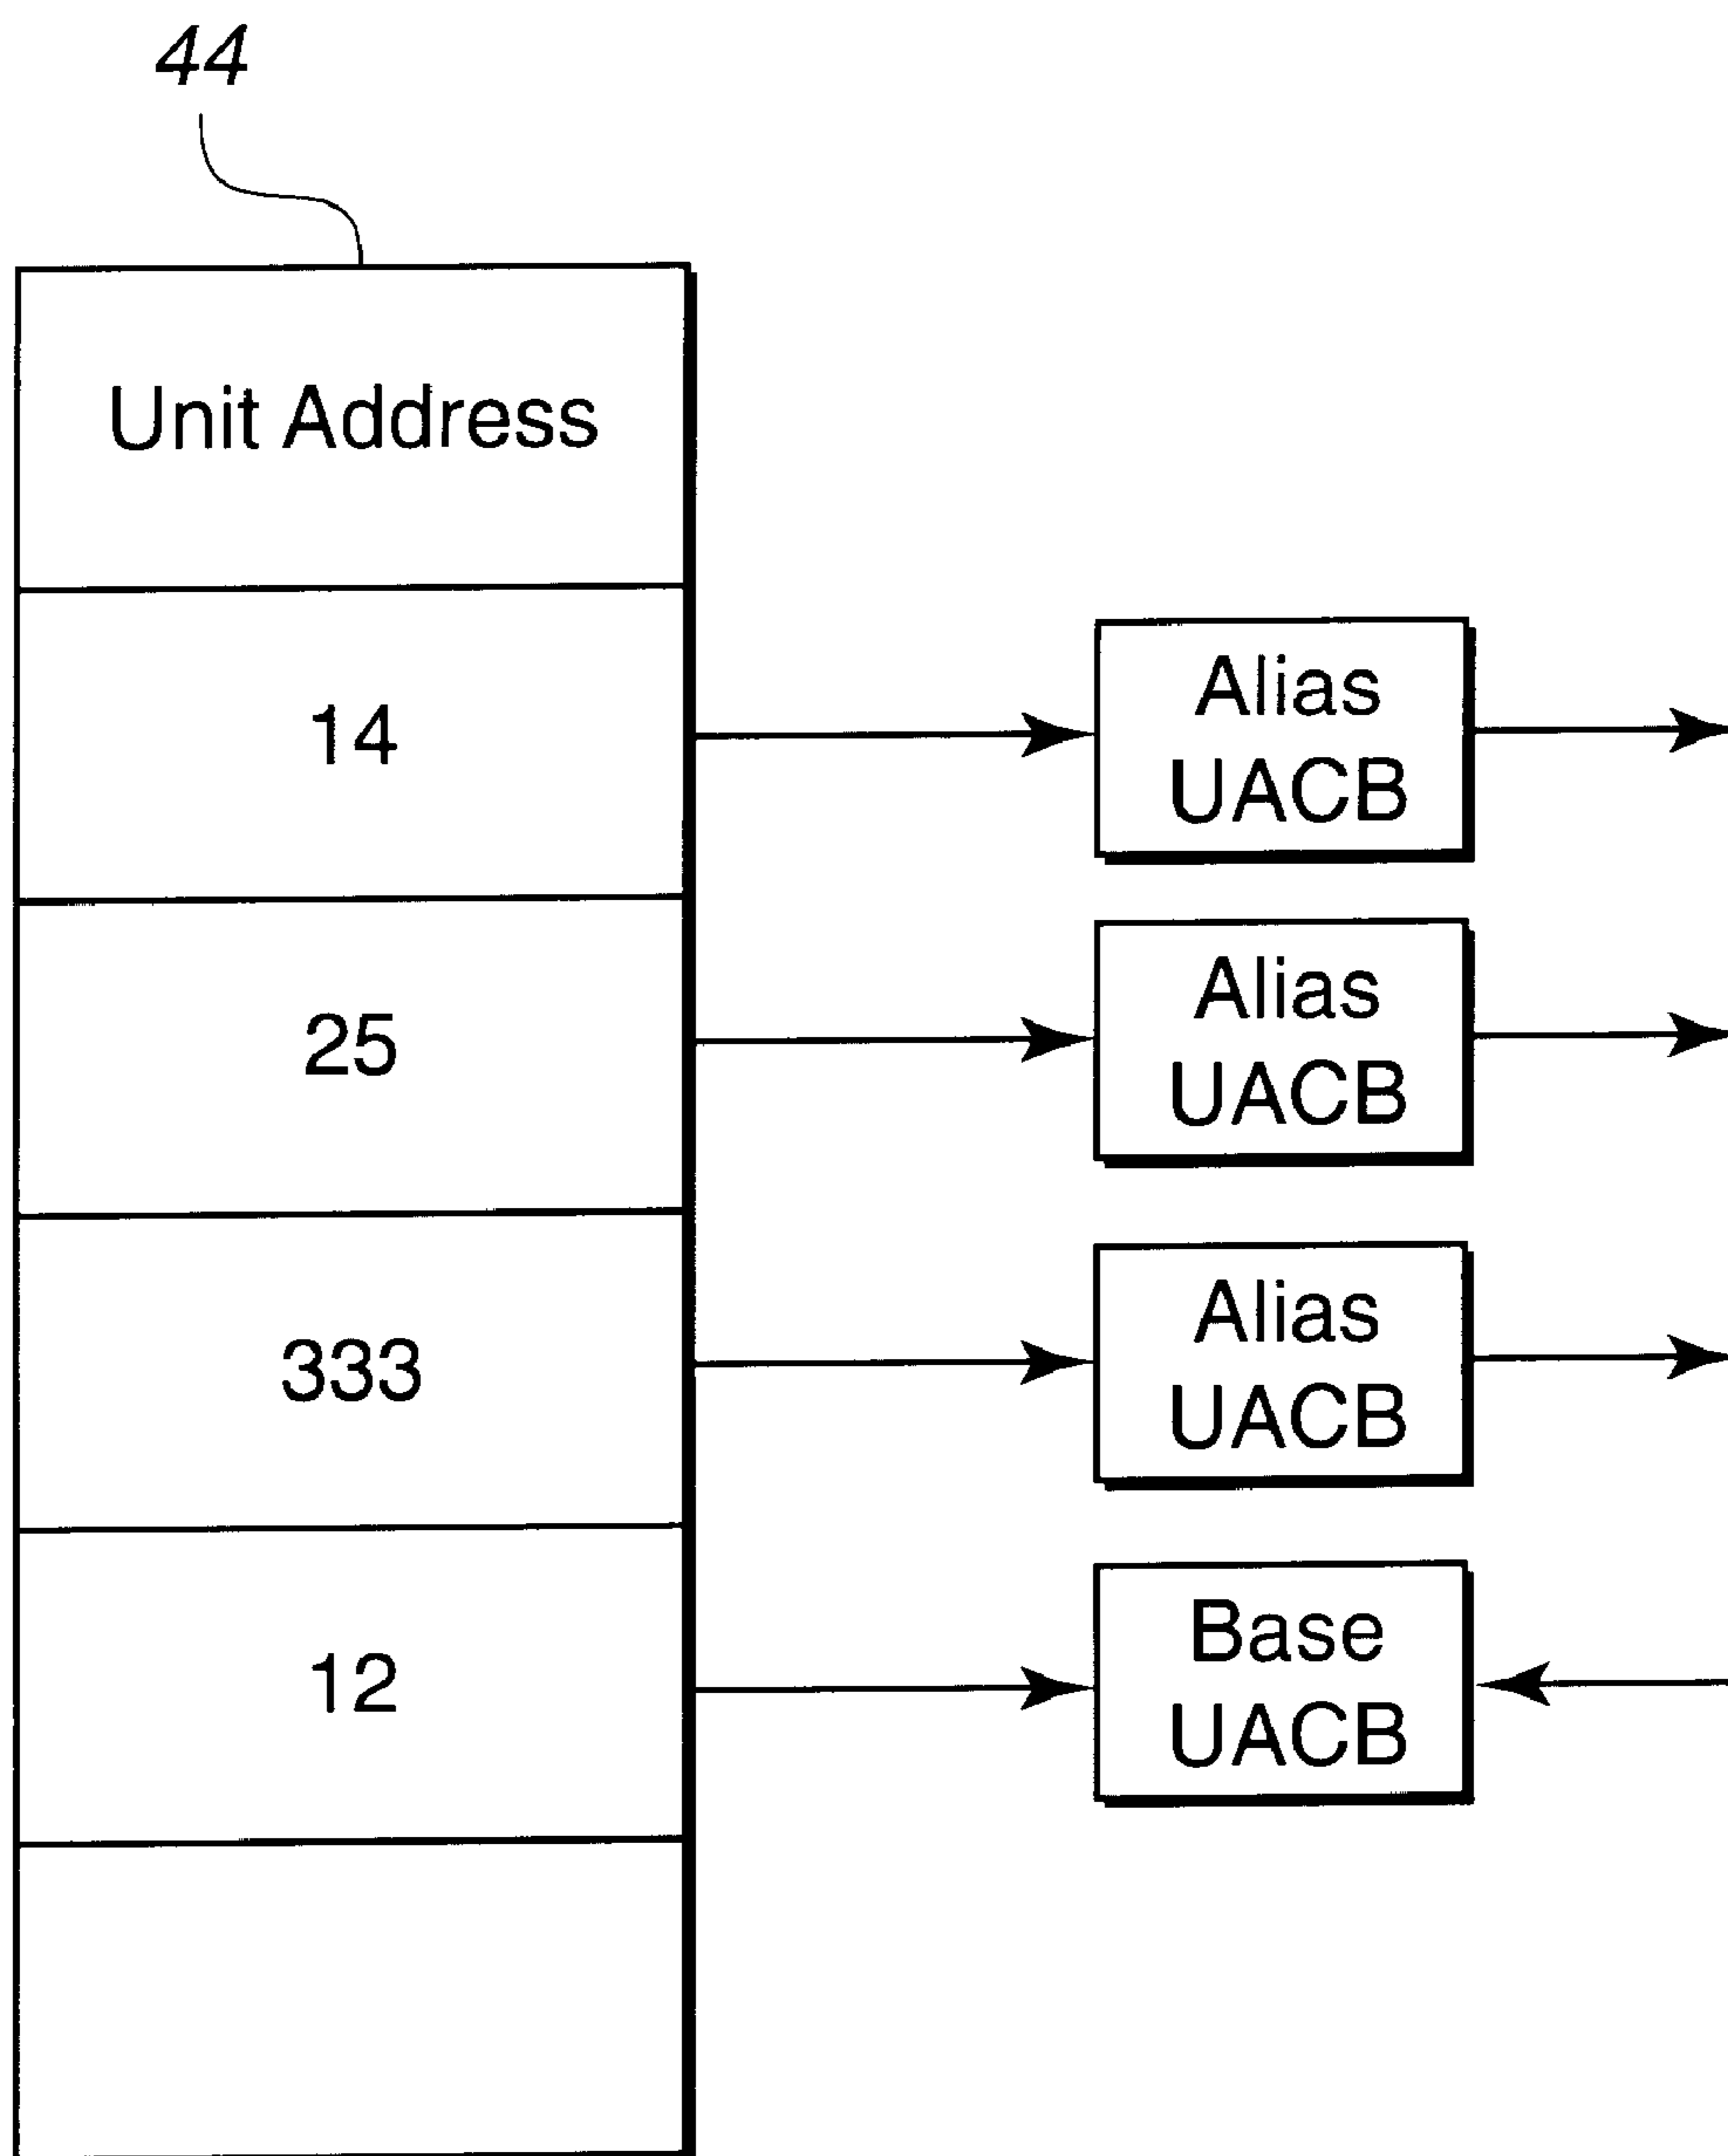 44
Unit Address
14
Alias
UACB
25
Alias
UACB
333
Alias
UACB
12
Base
UACB